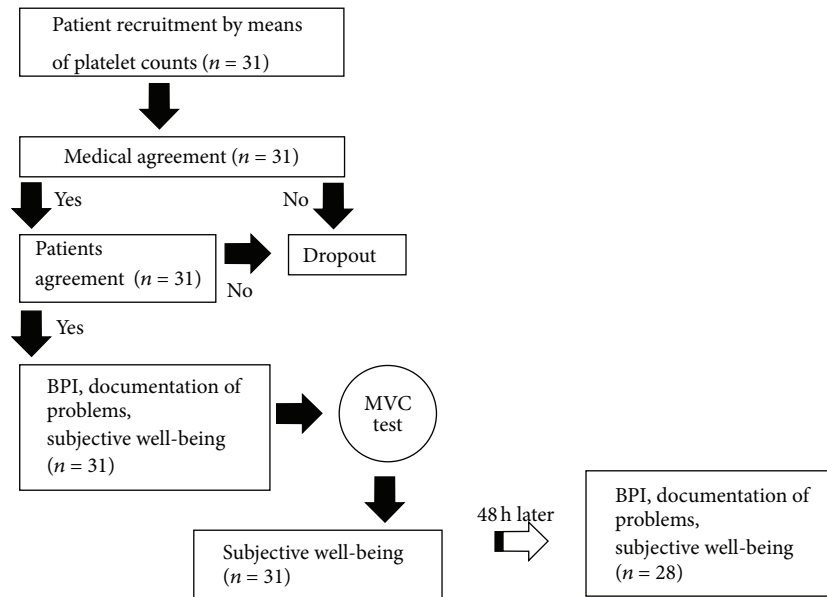 Patient recruitment by means
of platelet counts (n = 31)
Medical agreement (n = 31)
Yes
No
Patients
agreement (n = 31)
Dropout
No
Yes
BPI, documentation of
problems,
subjective well-being
(n = 31)
MVC
test
Subjective well-being
(n = 31)
48 h later
BPI, documentation of
problems,
subjective well-being
(n = 28)